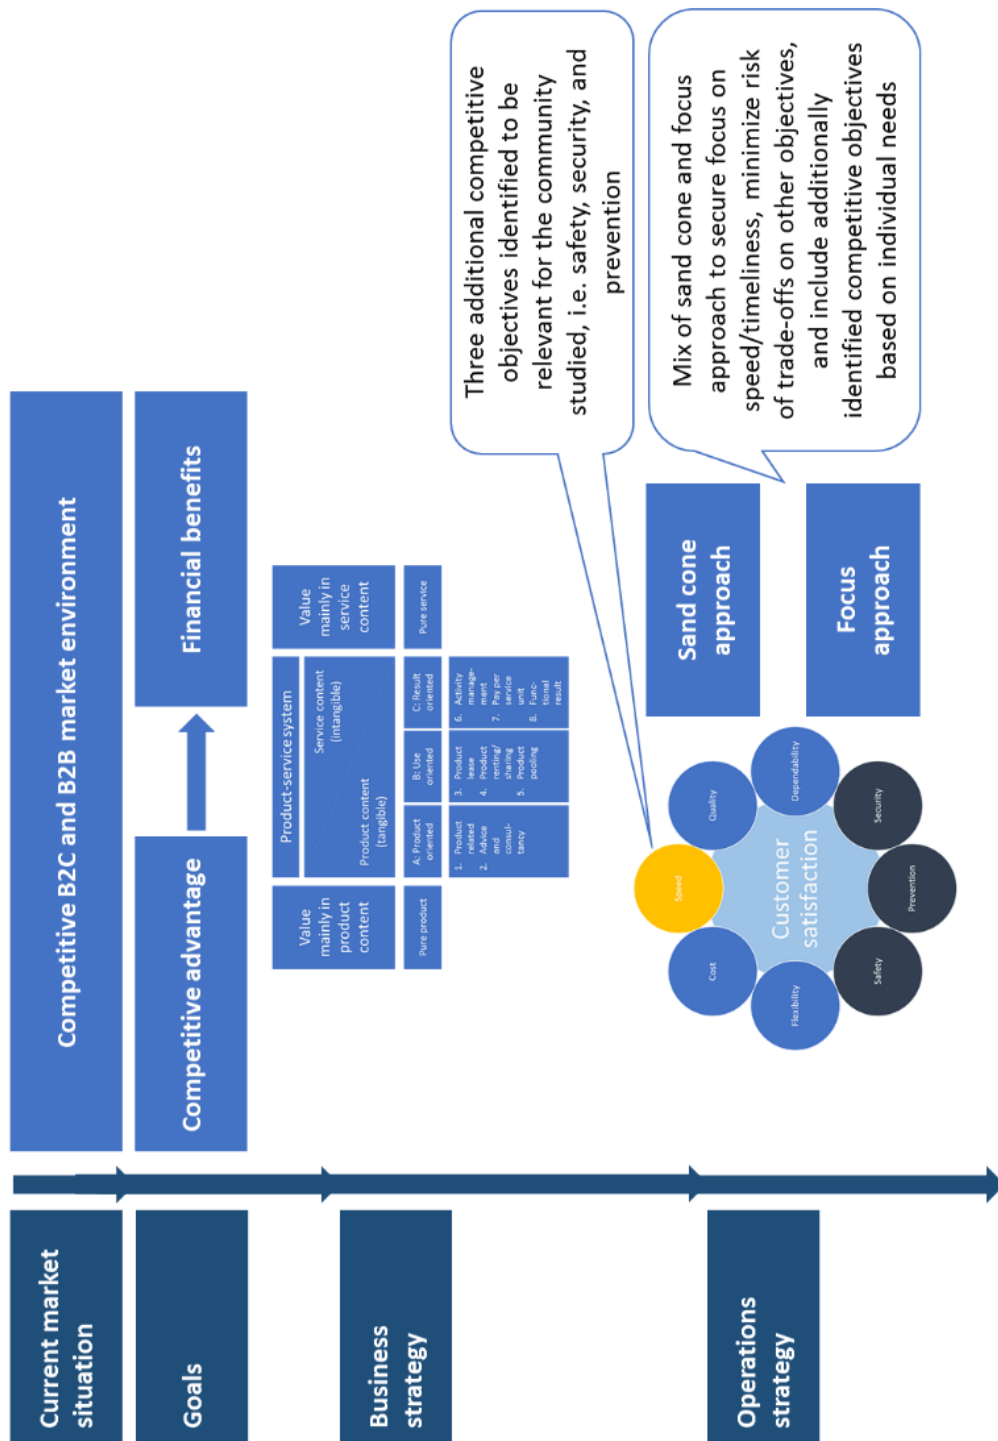 Current market
situation
Competitive B2C and B2B market environment
Goals
Competitive advantage
Financial benefits
Business
strategy
Value
mainly in
product
content
Product-service system
Service content
(intangible)
Product content
(tangible)
Value
mainly in
service
content
Pure product
A: Product
oriented
B: Use
oriented
C: Result
oriented
Pure service
1. Product
related
2. Advice
and
consul-
tancy
3. Product
lease
4. Product
renting/
sharing
5. Product
pooling
6. Activity
manage-
ment
7. Pay per
service
unit
8. Func-
tional
result
Three additional competitive
objectives identified to be
relevant for the community
studied, i.e. safety, security, and
prevention
Operations
strategy
Speed
Cost
Quality
Flexibility
Customer
satisfaction
Dependability
Safety
Security
Prevention
Sand cone
approach
Focus
approach
Mix of sand cone and focus
approach to secure focus on
speed/timeliness, minimize risk
of trade-offs on other objectives,
and include additionally
identified competitive objectives
based on individual needs